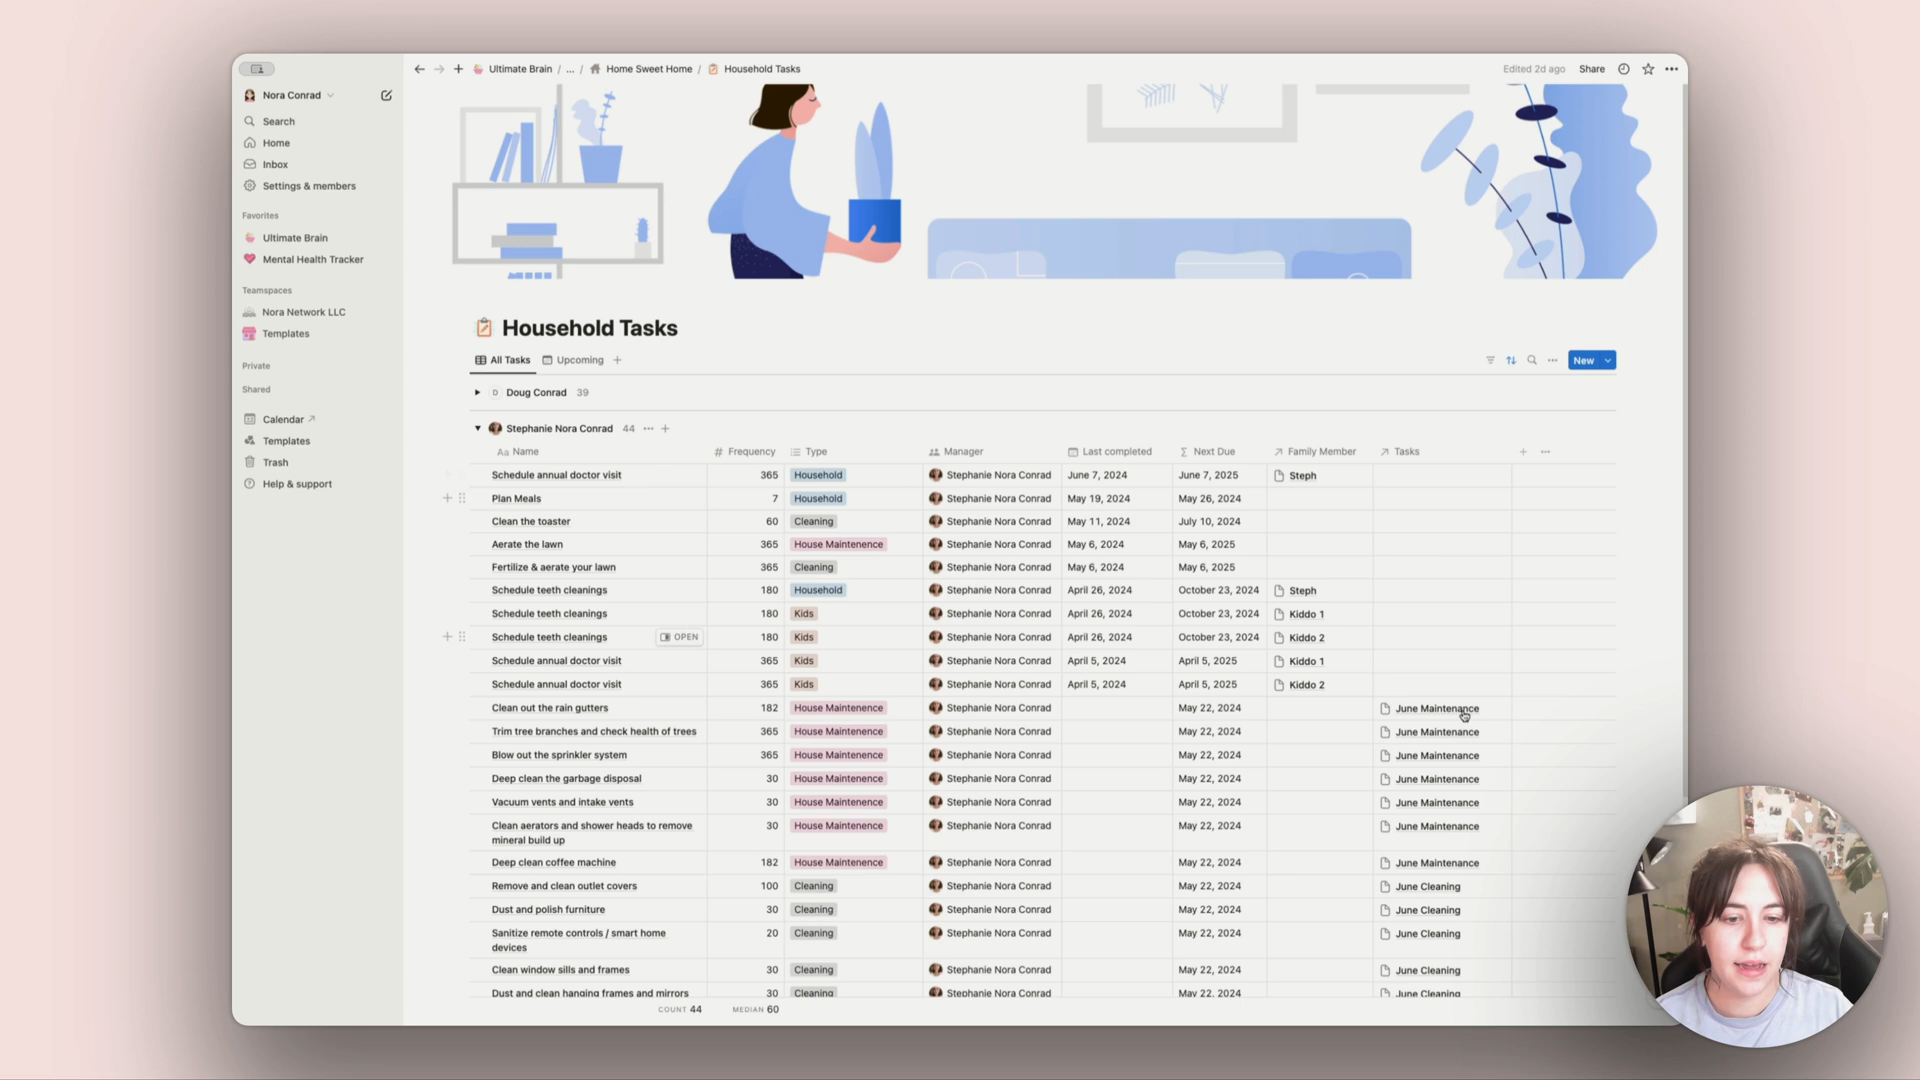 Ultimate Brain / ... / Home Sweet Home / Household Tasks
Edited 2d ago Share
Nora Conrad
Search
Home
Inbox
Settings & members
Favorites
Ultimate Brain
Mental Health Tracker
Teamspaces
Nora Network LLC
Templates
Private
Shared
Calendar
Templates
Trash
Help & support
Household Tasks
All Tasks Upcoming New
D Doug Conrad 39
Stephanie Nora Conrad 44
Aa Name # Frequency Type Manager Last completed Σ Next Due Family Member Tasks
Schedule annual doctor visit 365 Household Stephanie Nora Conrad June 7, 2024 June 7, 2025 Steph
Plan Meals 7 Household Stephanie Nora Conrad May 19, 2024 May 26, 2024
Clean the toaster 60 Cleaning Stephanie Nora Conrad May 11, 2024 July 10, 2024
Aerate the lawn 365 House Maintenence Stephanie Nora Conrad May 6, 2024 May 6, 2025
Fertilize & aerate your lawn 365 Cleaning Stephanie Nora Conrad May 6, 2024 May 6, 2025
Schedule teeth cleanings 180 Household Stephanie Nora Conrad April 26, 2024 October 23, 2024 Steph
Schedule teeth cleanings 180 Kids Stephanie Nora Conrad April 26, 2024 October 23, 2024 Kiddo 1
Schedule teeth cleanings OPEN 180 Kids Stephanie Nora Conrad April 26, 2024 October 23, 2024 Kiddo 2
Schedule annual doctor visit 365 Kids Stephanie Nora Conrad April 5, 2024 April 5, 2025 Kiddo 1
Schedule annual doctor visit 365 Kids Stephanie Nora Conrad April 5, 2024 April 5, 2025 Kiddo 2
Clean out the rain gutters 182 House Maintenence Stephanie Nora Conrad May 22, 2024 June Maintenance
Trim tree branches and check health of trees 365 House Maintenence Stephanie Nora Conrad May 22, 2024 June Maintenance
Blow out the sprinkler system 365 House Maintenence Stephanie Nora Conrad May 22, 2024 June Maintenance
Deep clean the garbage disposal 30 House Maintenence Stephanie Nora Conrad May 22, 2024 June Maintenance
Vacuum vents and intake vents 30 House Maintenence Stephanie Nora Conrad May 22, 2024 June Maintenance
Clean aerators and shower heads to remove 30 House Maintenence Stephanie Nora Conrad May 22, 2024 June Maintenance
mineral build up
Deep clean coffee machine 182 House Maintenence Stephanie Nora Conrad May 22, 2024 June Maintenance
Remove and clean outlet covers 100 Cleaning Stephanie Nora Conrad May 22, 2024 June Cleaning
Dust and polish furniture 30 Cleaning Stephanie Nora Conrad May 22, 2024 June Cleaning
Sanitize remote controls / smart home 20 Cleaning Stephanie Nora Conrad May 22, 2024 June Cleaning
devices
Clean window sills and frames 30 Cleaning Stephanie Nora Conrad May 22, 2024 June Cleaning
Dust and clean hanging frames and mirrors 30 Cleaning Stephanie Nora Conrad May 22, 2024 June Cleaning
COUNT 44 MEDIAN 60